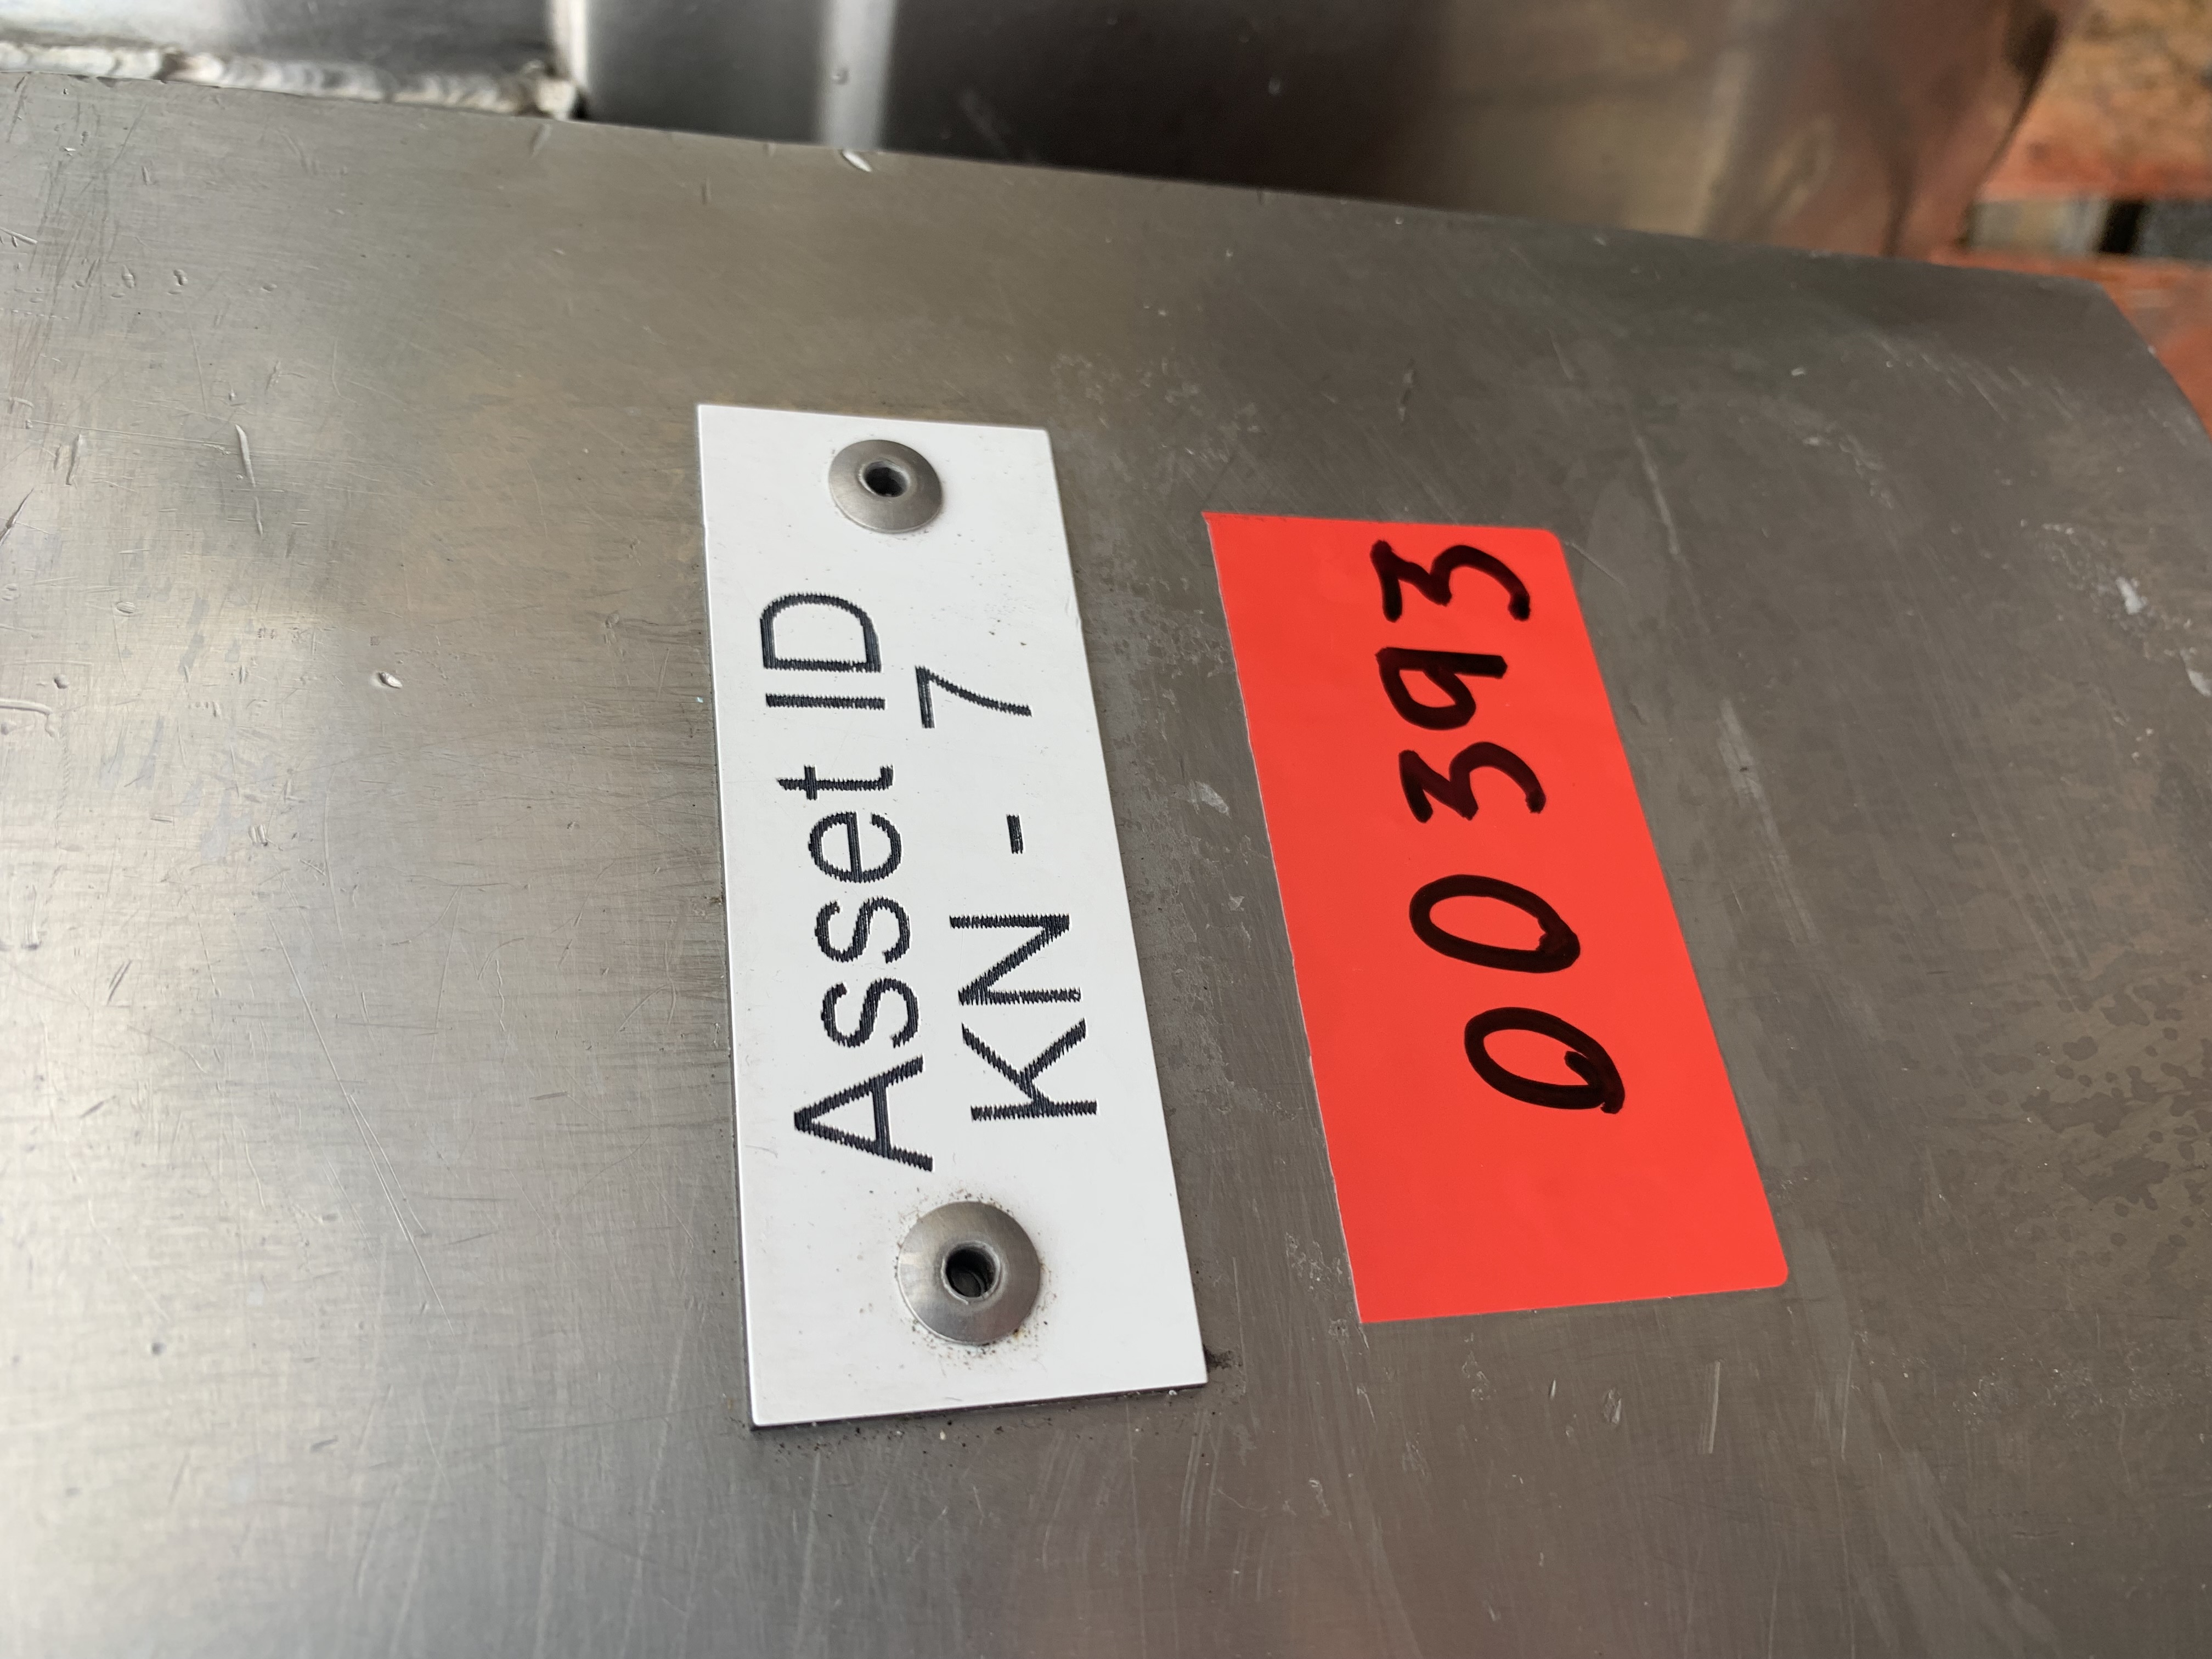 Asset ID
KN - 7
00393